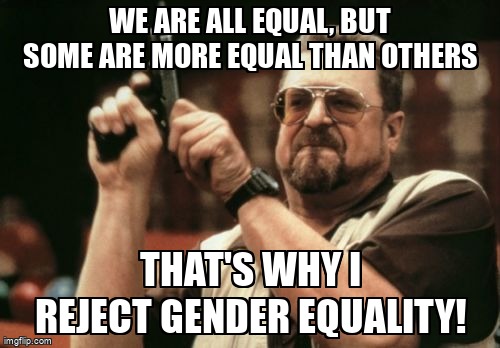 WE ARE ALL EQUAL, BUT
SOME ARE MORE EQUAL THAN OTHERS
THAT'S WHY I
REJECT GENDER EQUALITY!
imgflip.com